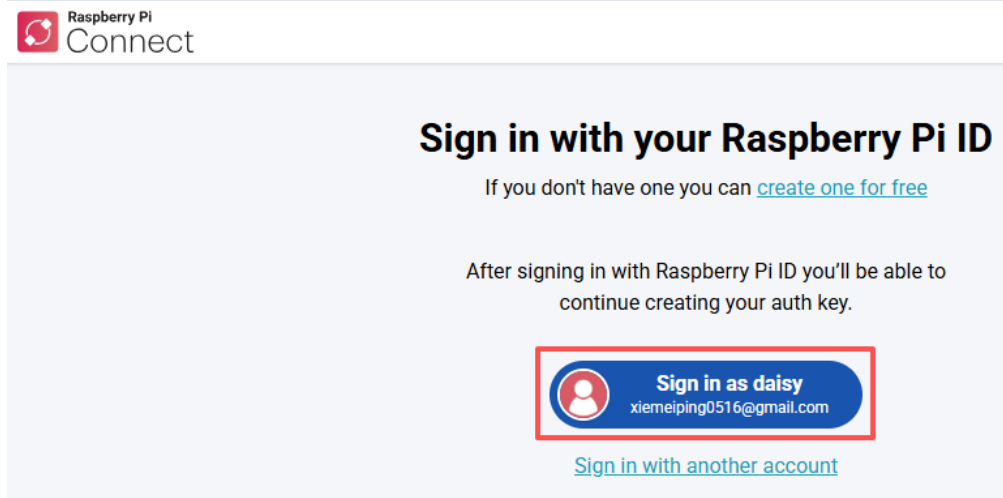 Raspberry Pi
Connect
Sign in with your Raspberry Pi ID
If you don't have one you can create one for free
After signing in with Raspberry Pi ID you’ll be able to
continue creating your auth key.
Sign in as daisy
xiemeiping0516@gmail.com
Sign in with another account